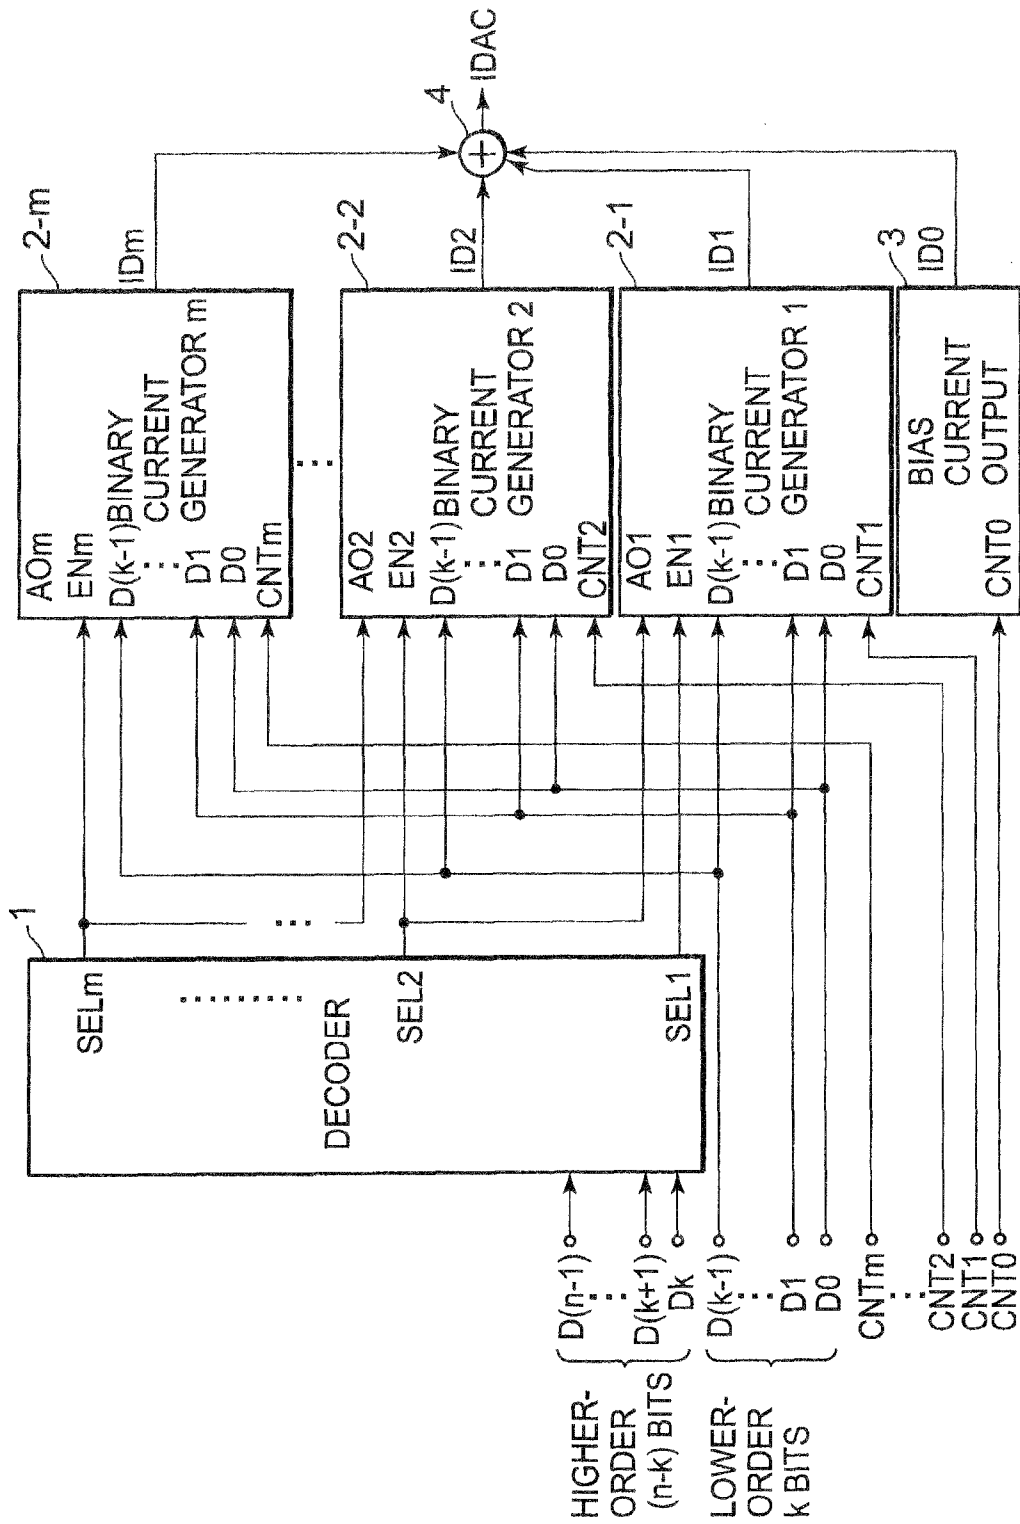 HIGHER-
ORDER
(n-k) BITS
D(n-1)
D(k+1)
Dk
LOWER-
ORDER
k BITS
D(k-1)
D1
D0
CNTm
CNT2
CNT1
CNT0
1
DECODER
SELm
SEL2
SEL1
2-m
AOm
ENm
D(k-1)
D1
D0
CNTm
BINARY
CURRENT
GENERATOR m
IDm
2-2
AO2
EN2
D(k-1)
D1
D0
CNT2
BINARY
CURRENT
GENERATOR 2
ID2
2-1
AO1
EN1
D(k-1)
D1
D0
CNT1
BINARY
CURRENT
GENERATOR 1
ID1
3
CNT0
BIAS
CURRENT
OUTPUT
ID0
4
+
IDAC